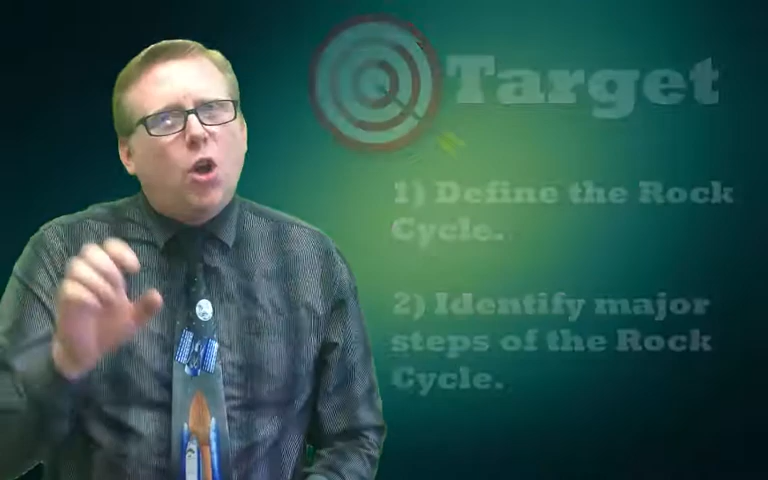 Target
1) Define the Rock
Cycle.
2) Identify major
steps of the Rock
Cycle.